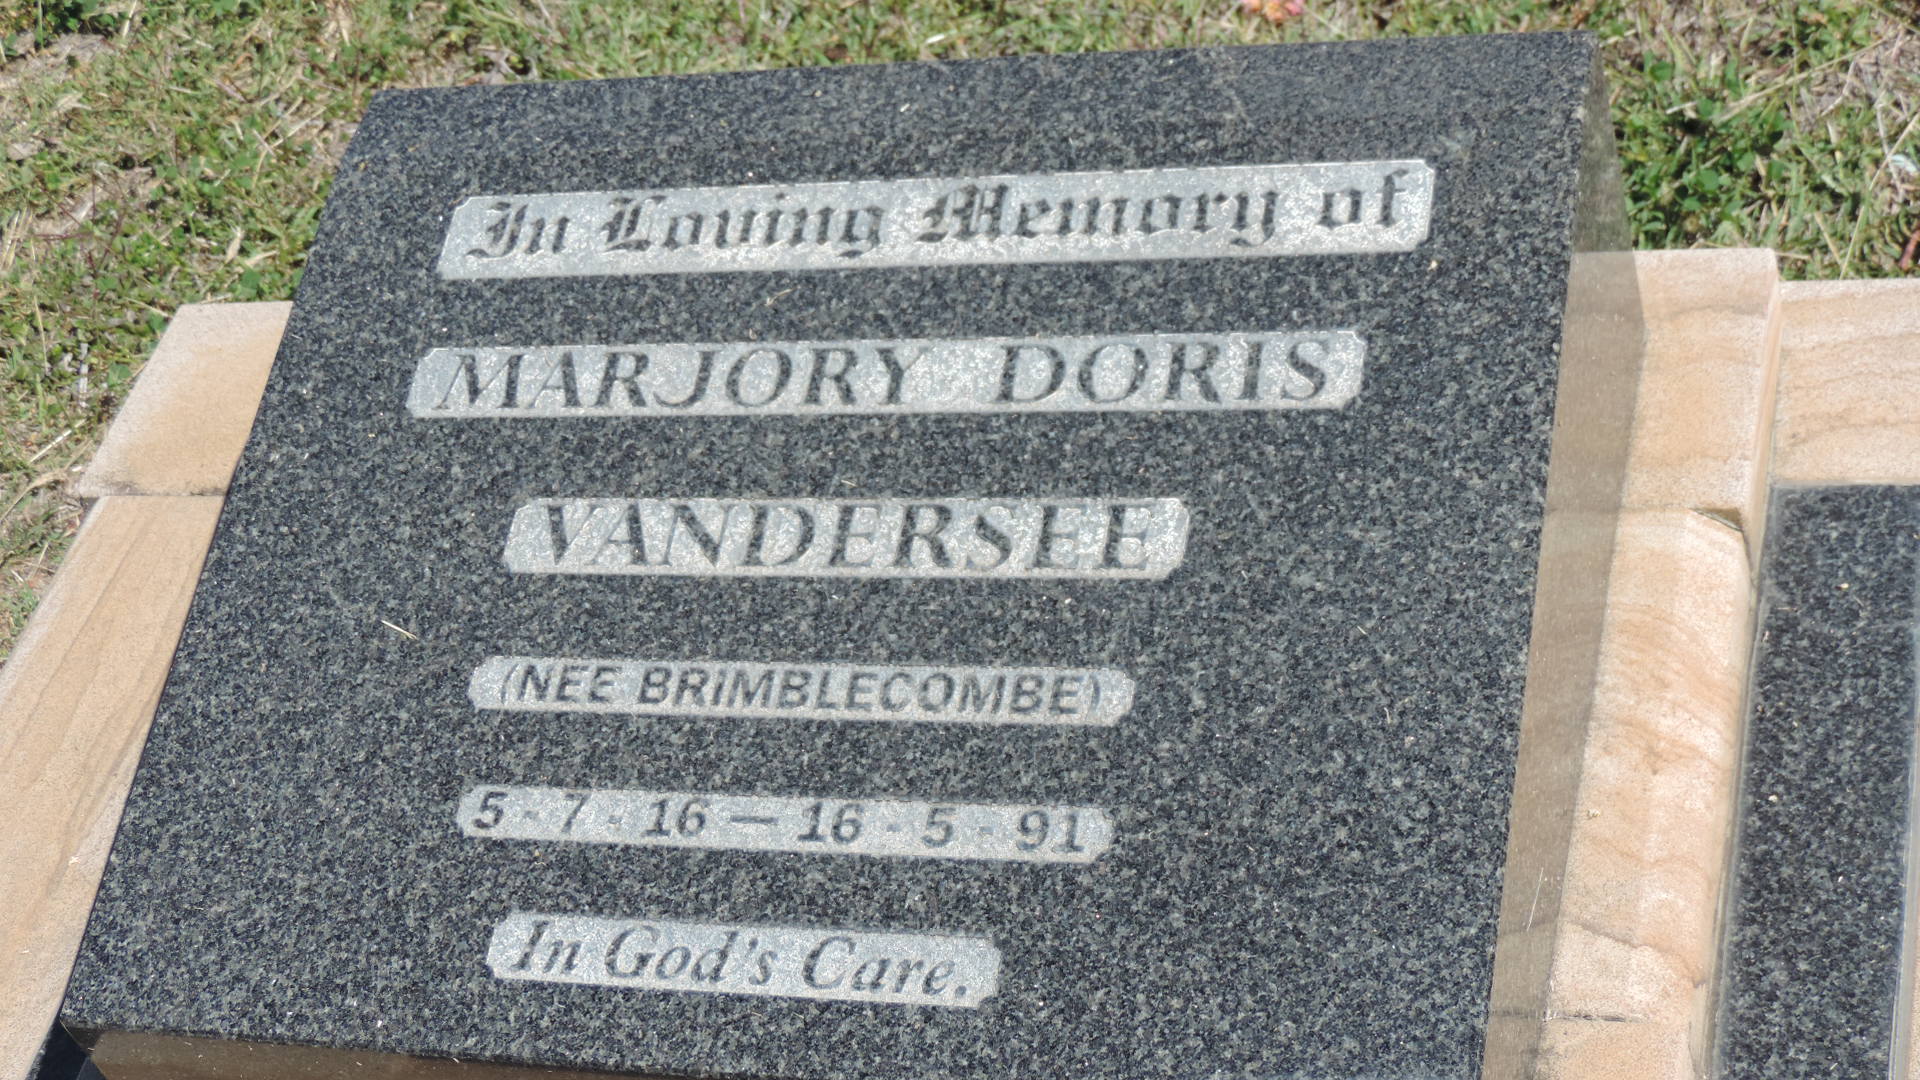 In Loving Memory of
MARJORY DORIS
VANDERSEE
(NEE BRIMBLECOMBE)
5 - 7 - 16 — 16 - 5 - 91
In God's Care.